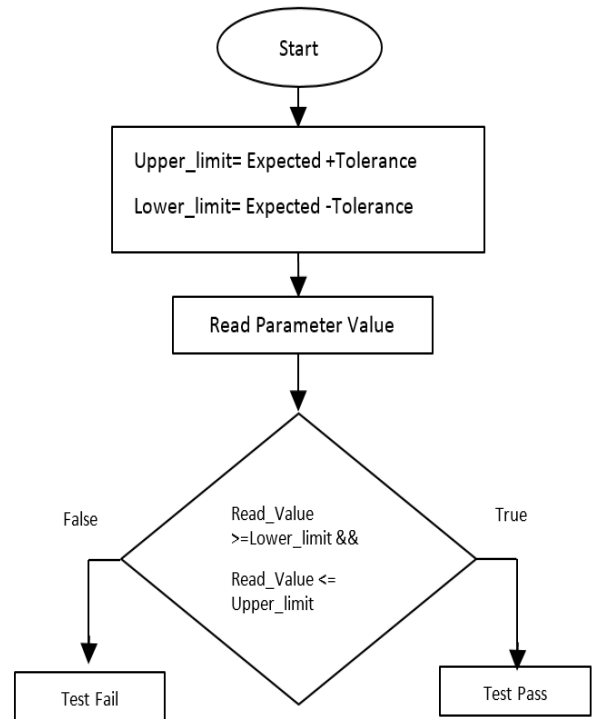 Start
Upper_limit= Expected +Tolerance
Lower_limit= Expected -Tolerance
Read Parameter Value
False
True
Read_Value
>=Lower_limit &&
Read_Value <=
Upper_limit
Test Fail
Test Pass